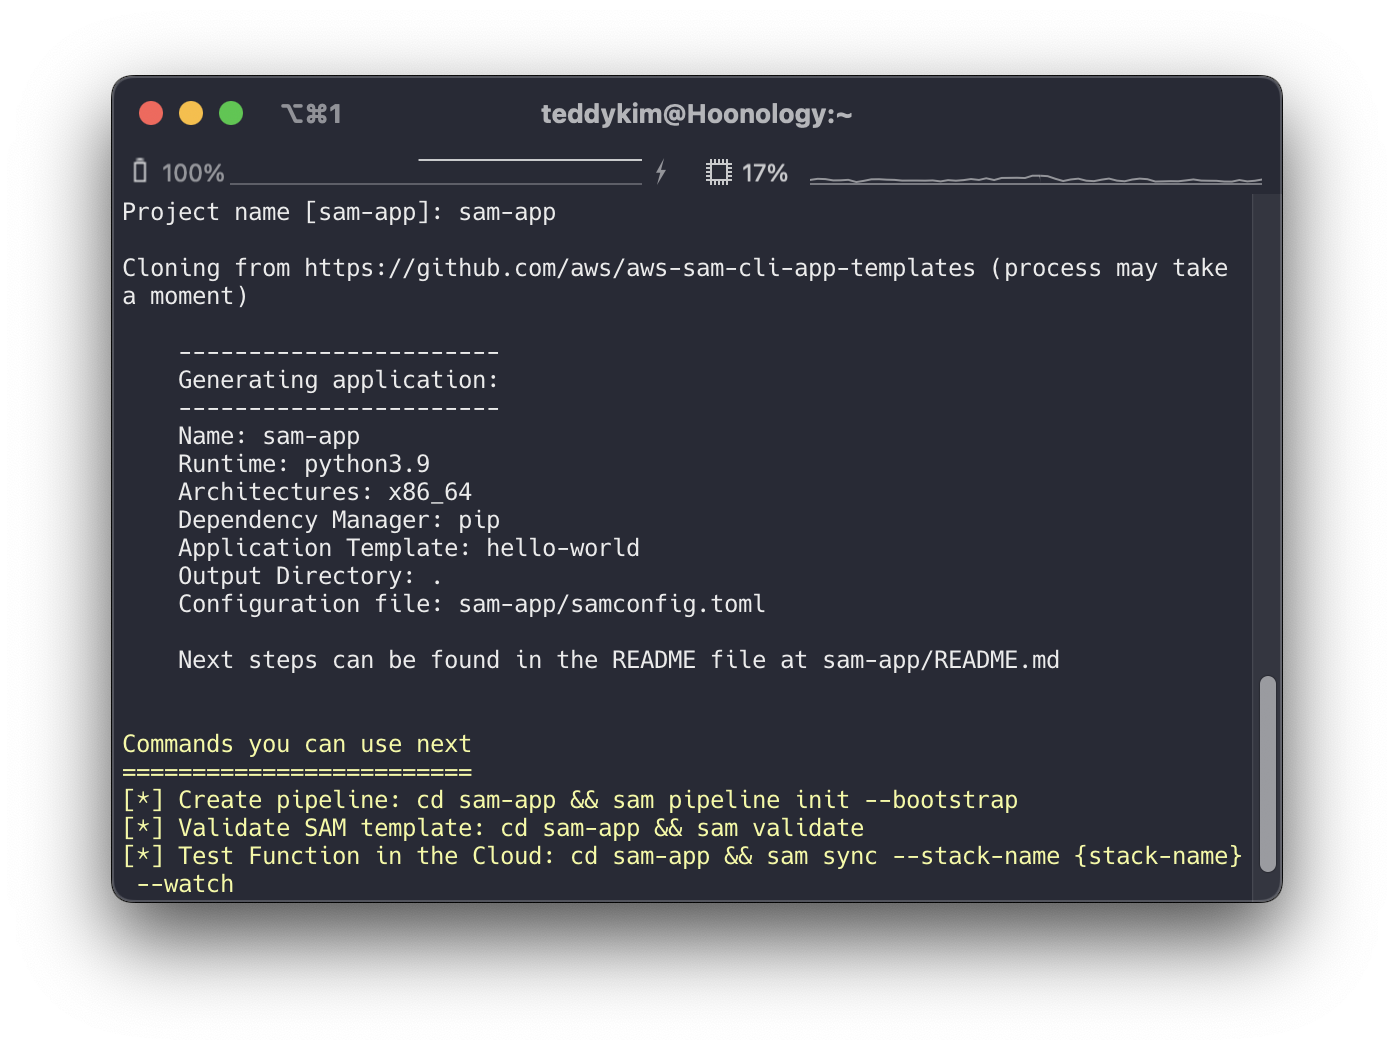 ⌥⌘1 teddykim@Hoonology:~
100% 17%
Project name [sam-app]: sam-app
Cloning from https://github.com/aws/aws-sam-cli-app-templates (process may take
a moment)
-----------------------
Generating application:
-----------------------
Name: sam-app
Runtime: python3.9
Architectures: x86_64
Dependency Manager: pip
Application Template: hello-world
Output Directory: .
Configuration file: sam-app/samconfig.toml
Next steps can be found in the README file at sam-app/README.md
Commands you can use next
=========================
[*] Create pipeline: cd sam-app && sam pipeline init --bootstrap
[*] Validate SAM template: cd sam-app && sam validate
[*] Test Function in the Cloud: cd sam-app && sam sync --stack-name {stack-name}
--watch